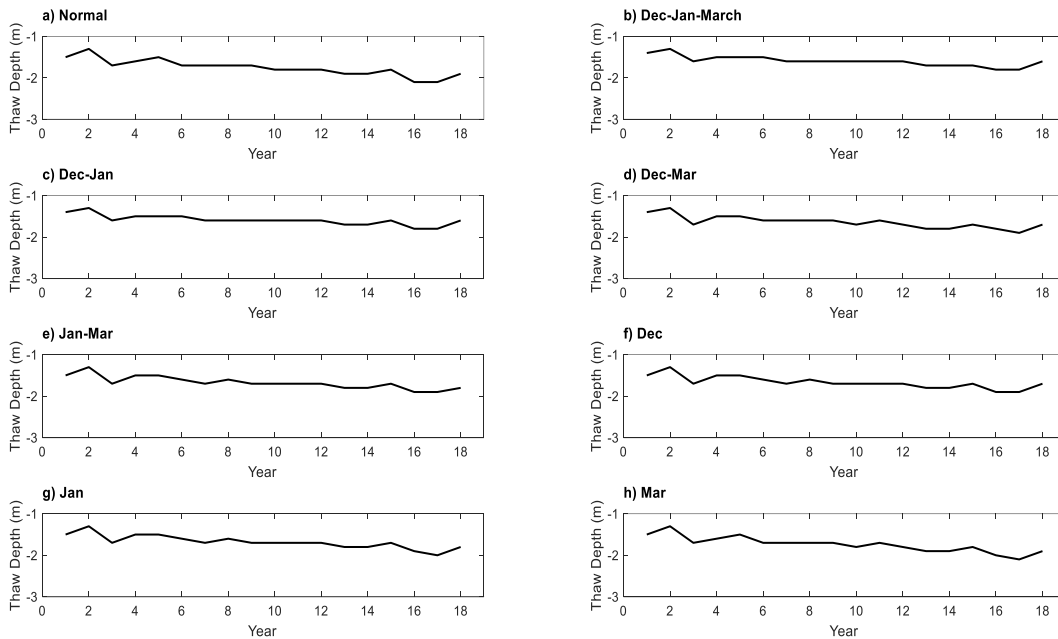 a) Normal
-1
-2
-3
Thaw Depth (m)
0 2 4 6 8 10 12 14 16 18
Year
b) Dec-Jan-March
-1
-2
-3
Thaw Depth (m)
0 2 4 6 8 10 12 14 16 18
Year
c) Dec-Jan
-1
-2
-3
Thaw Depth (m)
0 2 4 6 8 10 12 14 16 18
Year
d) Dec-Mar
-1
-2
-3
Thaw Depth (m)
0 2 4 6 8 10 12 14 16 18
Year
e) Jan-Mar
-1
-2
-3
Thaw Depth (m)
0 2 4 6 8 10 12 14 16 18
Year
f) Dec
-1
-2
-3
Thaw Depth (m)
0 2 4 6 8 10 12 14 16 18
Year
g) Jan
-1
-2
-3
Thaw Depth (m)
0 2 4 6 8 10 12 14 16 18
Year
h) Mar
-1
-2
-3
Thaw Depth (m)
0 2 4 6 8 10 12 14 16 18
Year